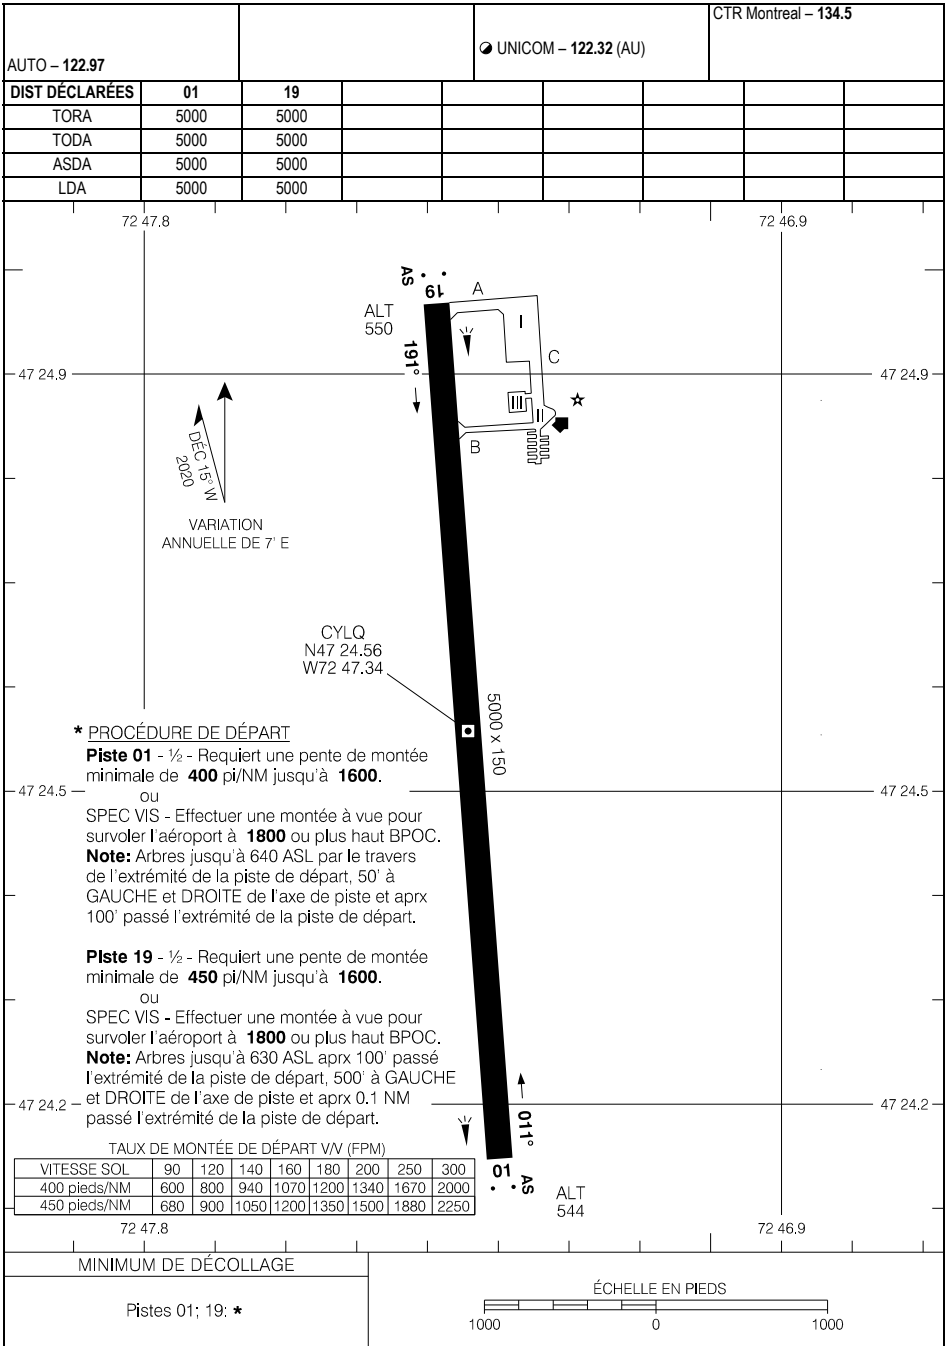 AUTO – 122.97
UNICOM – 122.32 (AU)
CTR Montreal – 134.5
DIST DÉCLARÉES 01 19
TORA 5000 5000
TODA 5000 5000
ASDA 5000 5000
LDA 5000 5000
72 47.8 72 46.9
AS
19
A
ALT
550
I
191°
C
47 24.9 47 24.9
III
II
B
DÉC 15° W
2020
VARIATION
ANNUELLE DE 7' E
CYLQ
N47 24.56
W72 47.34
5000 x 150
* PROCÉDURE DE DÉPART
Piste 01 - ½ - Requiert une pente de montée
minimale de 400 pi/NM jusqu'à 1600.
47 24.5 47 24.5
ou
SPEC VIS - Effectuer une montée à vue pour
survoler l'aéroport à 1800 ou plus haut BPOC.
Note: Arbres jusqu'à 640 ASL par le travers
de l'extrémité de la piste de départ, 50' à
GAUCHE et DROITE de l'axe de piste et aprx
100' passé l'extrémité de la piste de départ.
Piste 19 - ½ - Requiert une pente de montée
minimale de 450 pi/NM jusqu'à 1600.
ou
SPEC VIS - Effectuer une montée à vue pour
survoler l'aéroport à 1800 ou plus haut BPOC.
Note: Arbres jusqu'à 630 ASL aprx 100' passé
l'extrémité de la piste de départ, 500' à GAUCHE
et DROITE de l'axe de piste et aprx 0.1 NM
passé l'extrémité de la piste de départ.
47 24.2 47 24.2
011°
01
AS
ALT
544
TAUX DE MONTÉE DE DÉPART V/V (FPM)
VITESSE SOL 90 120 140 160 180 200 250 300
400 pieds/NM 600 800 940 1070 1200 1340 1670 2000
450 pieds/NM 680 900 1050 1200 1350 1500 1880 2250
72 47.8 72 46.9
MINIMUM DE DÉCOLLAGE
Pistes 01; 19: *
ÉCHELLE EN PIEDS
1000 0 1000